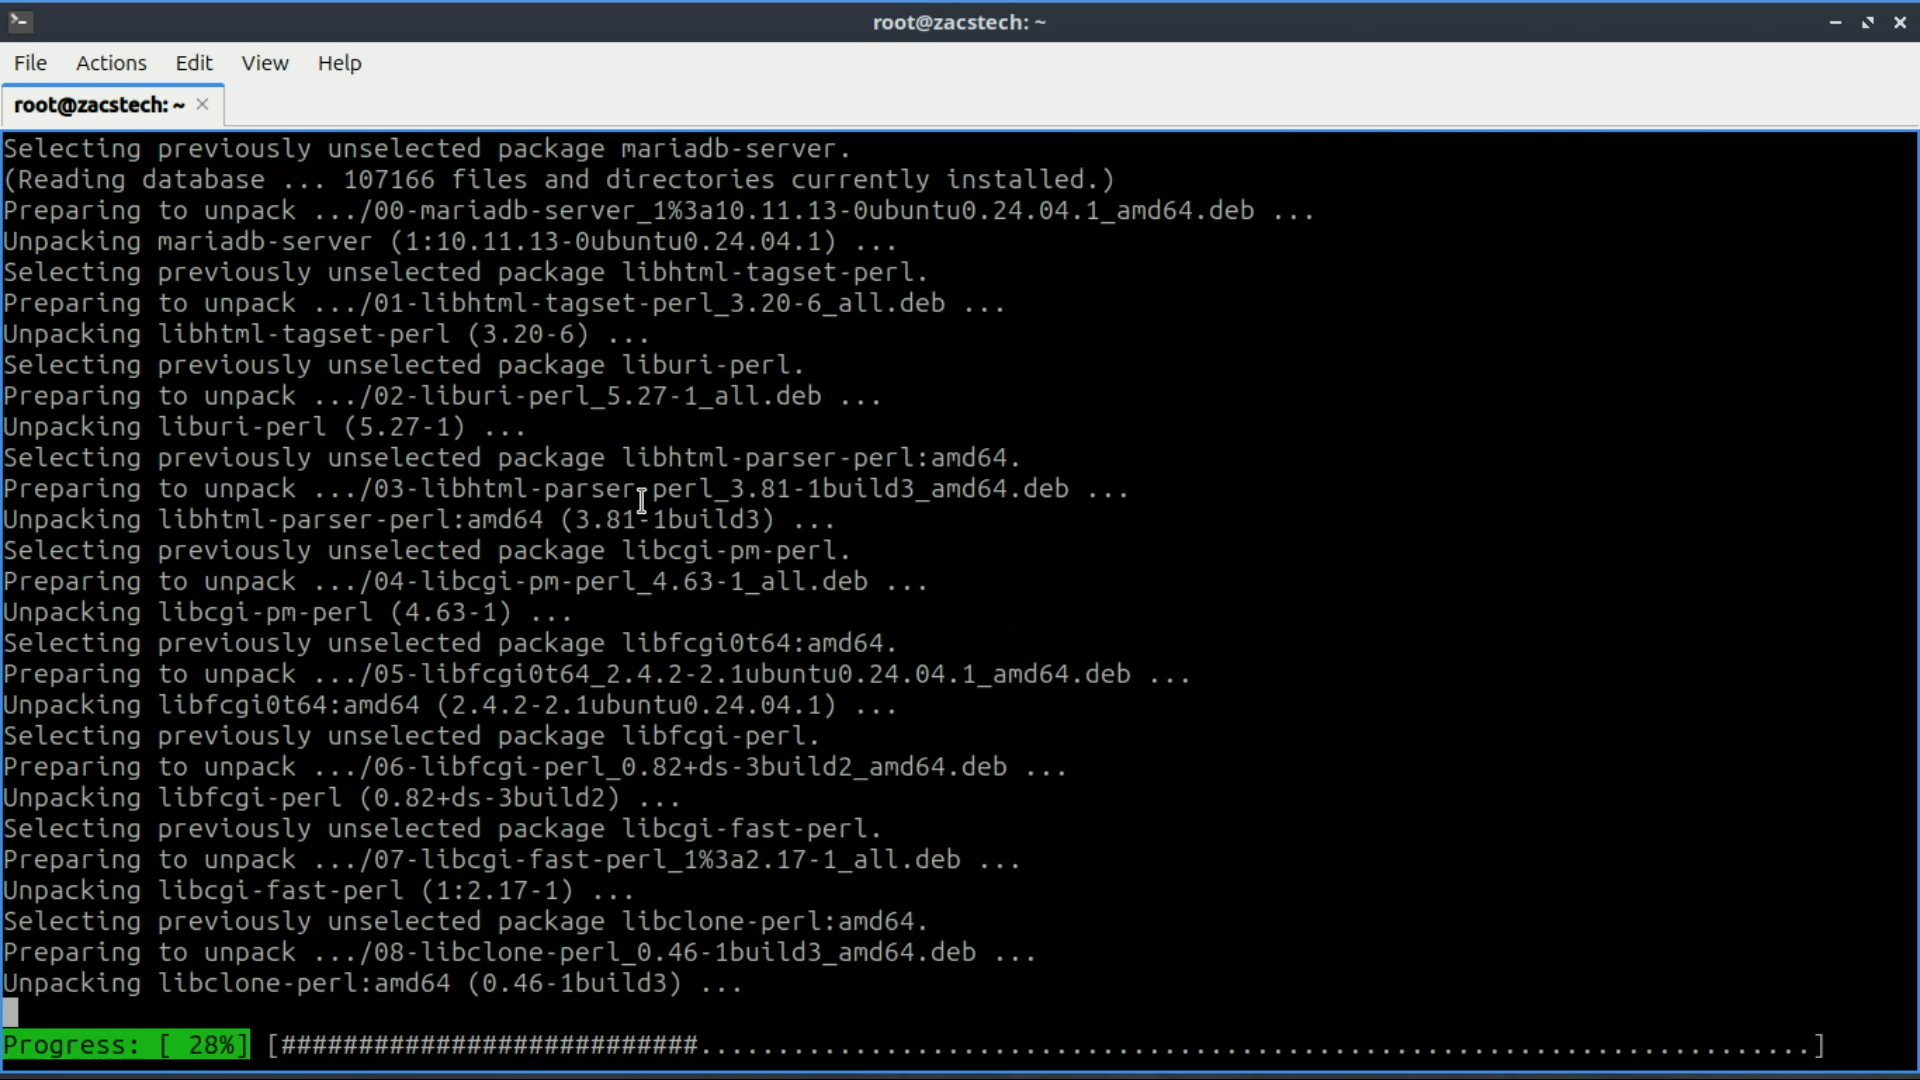 root@zacstech: ~
File Actions Edit View Help
root@zacstech: ~
Selecting previously unselected package mariadb-server.
(Reading database ... 107166 files and directories currently installed.)
Preparing to unpack .../00-mariadb-server_1%3a10.11.13-0ubuntu0.24.04.1_amd64.deb ...
Unpacking mariadb-server (1:10.11.13-0ubuntu0.24.04.1) ...
Selecting previously unselected package libhtml-tagset-perl.
Preparing to unpack .../01-libhtml-tagset-perl_3.20-6_all.deb ...
Unpacking libhtml-tagset-perl (3.20-6) ...
Selecting previously unselected package liburi-perl.
Preparing to unpack .../02-liburi-perl_5.27-1_all.deb ...
Unpacking liburi-perl (5.27-1) ...
Selecting previously unselected package libhtml-parser-perl:amd64.
Preparing to unpack .../03-libhtml-parser-perl_3.81-1build3_amd64.deb ...
Unpacking libhtml-parser-perl:amd64 (3.81-1build3) ...
Selecting previously unselected package libcgi-pm-perl.
Preparing to unpack .../04-libcgi-pm-perl_4.63-1_all.deb ...
Unpacking libcgi-pm-perl (4.63-1) ...
Selecting previously unselected package libfcgi0t64:amd64.
Preparing to unpack .../05-libfcgi0t64_2.4.2-2.1ubuntu0.24.04.1_amd64.deb ...
Unpacking libfcgi0t64:amd64 (2.4.2-2.1ubuntu0.24.04.1) ...
Selecting previously unselected package libfcgi-perl.
Preparing to unpack .../06-libfcgi-perl_0.82+ds-3build2_amd64.deb ...
Unpacking libfcgi-perl (0.82+ds-3build2) ...
Selecting previously unselected package libcgi-fast-perl.
Preparing to unpack .../07-libcgi-fast-perl_1%3a2.17-1_all.deb ...
Unpacking libcgi-fast-perl (1:2.17-1) ...
Selecting previously unselected package libclone-perl:amd64.
Preparing to unpack .../08-libclone-perl_0.46-1build3_amd64.deb ...
Unpacking libclone-perl:amd64 (0.46-1build3) ...
Progress: [ 28%] [###########################........................................................................]